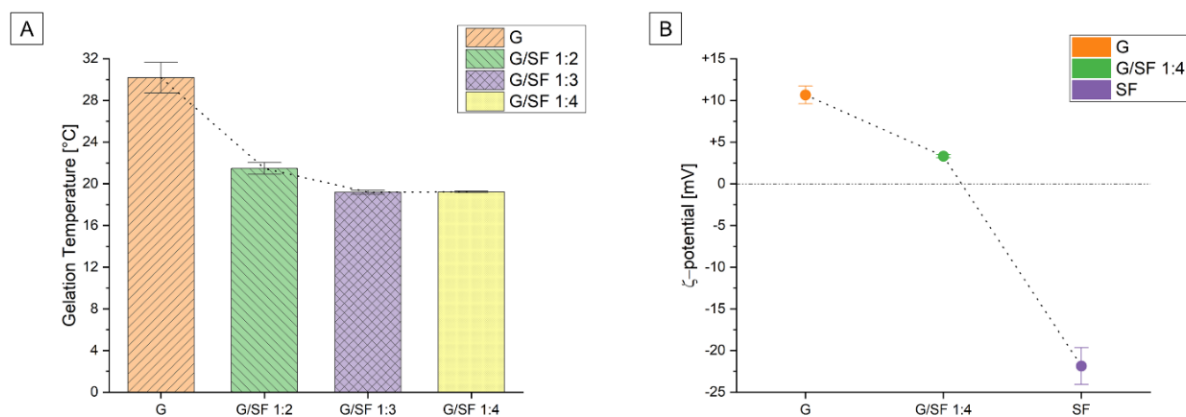 A
G
G/SF 1:2
G/SF 1:3
G/SF 1:4
Gelation Temperature [°C]
32
28
24
20
16
12
8
4
0
G
G/SF 1:2
G/SF 1:3
G/SF 1:4
B
G
G/SF 1:4
SF
ζ−potential [mV]
+15
+10
+5
0
-5
-10
-15
-20
-25
G
G/SF 1:4
SF